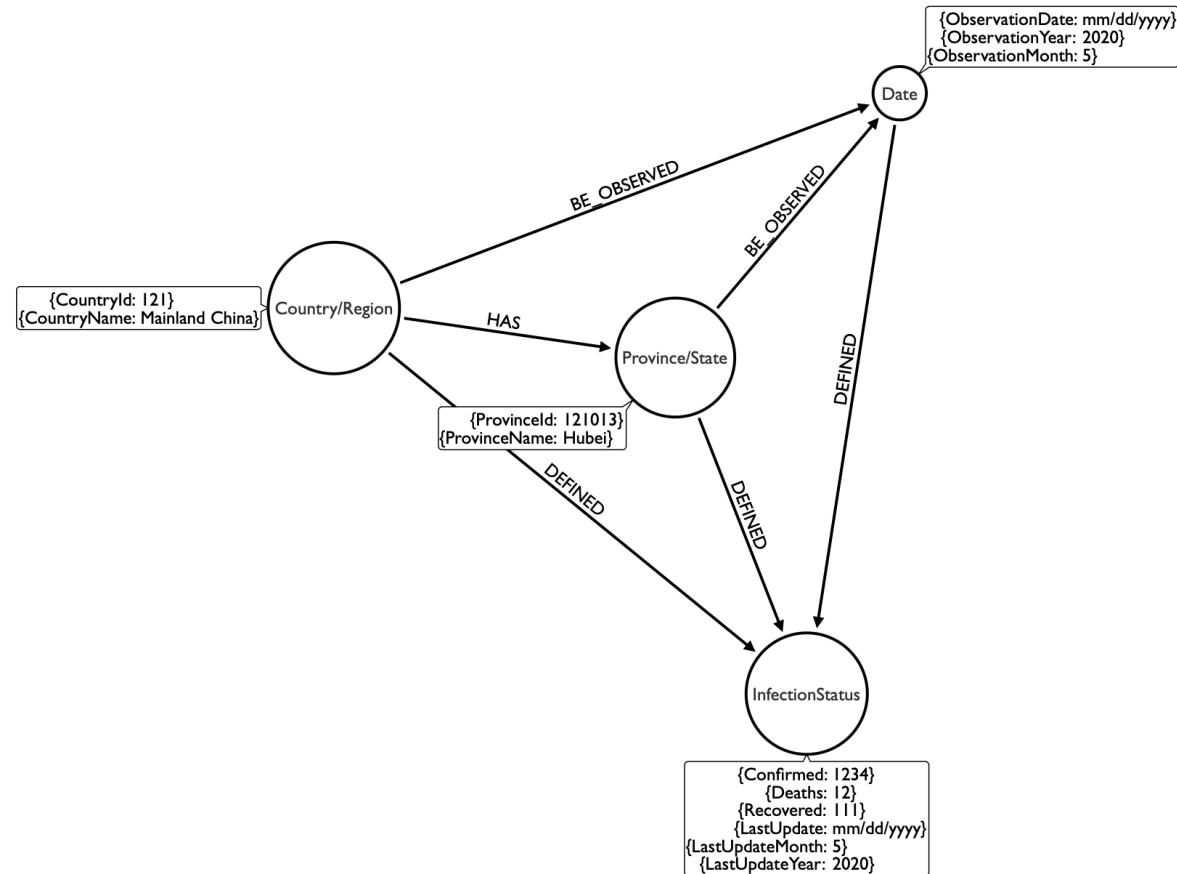 {ObservationDate: mm/dd/yyyy}
{ObservationYear: 2020}
{ObservationMonth: 5}
Date
BE_OBSERVED
BE_OBSERVED
{CountryId: 121}
{CountryName: Mainland China}
Country/Region
HAS
Province/State
DEFINED
{ProvinceId: 121013}
{ProvinceName: Hubei}
DEFINED
DEFINED
InfectionStatus
{Confirmed: 1234}
{Deaths: 12}
{Recovered: 111}
{LastUpdate: mm/dd/yyyy}
{LastUpdateMonth: 5}
{LastUpdateYear: 2020}